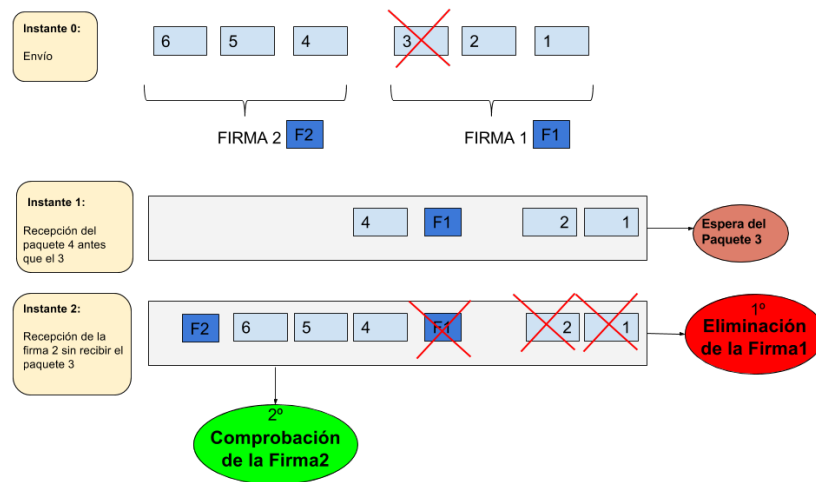 Instante 0:
Envío
6 5 4 3 2 1
FIRMA 2 F2 FIRMA 1 F1
Instante 1:
Recepción del
paquete 4 antes
que el 3
4 F1 2 1
Espera del
Paquete 3
Instante 2:
Recepción de la
firma 2 sin recibir el
paquete 3
F2 6 5 4 F1 2 1
1º
Eliminación
de la Firma1
2º
Comprobación
de la Firma2